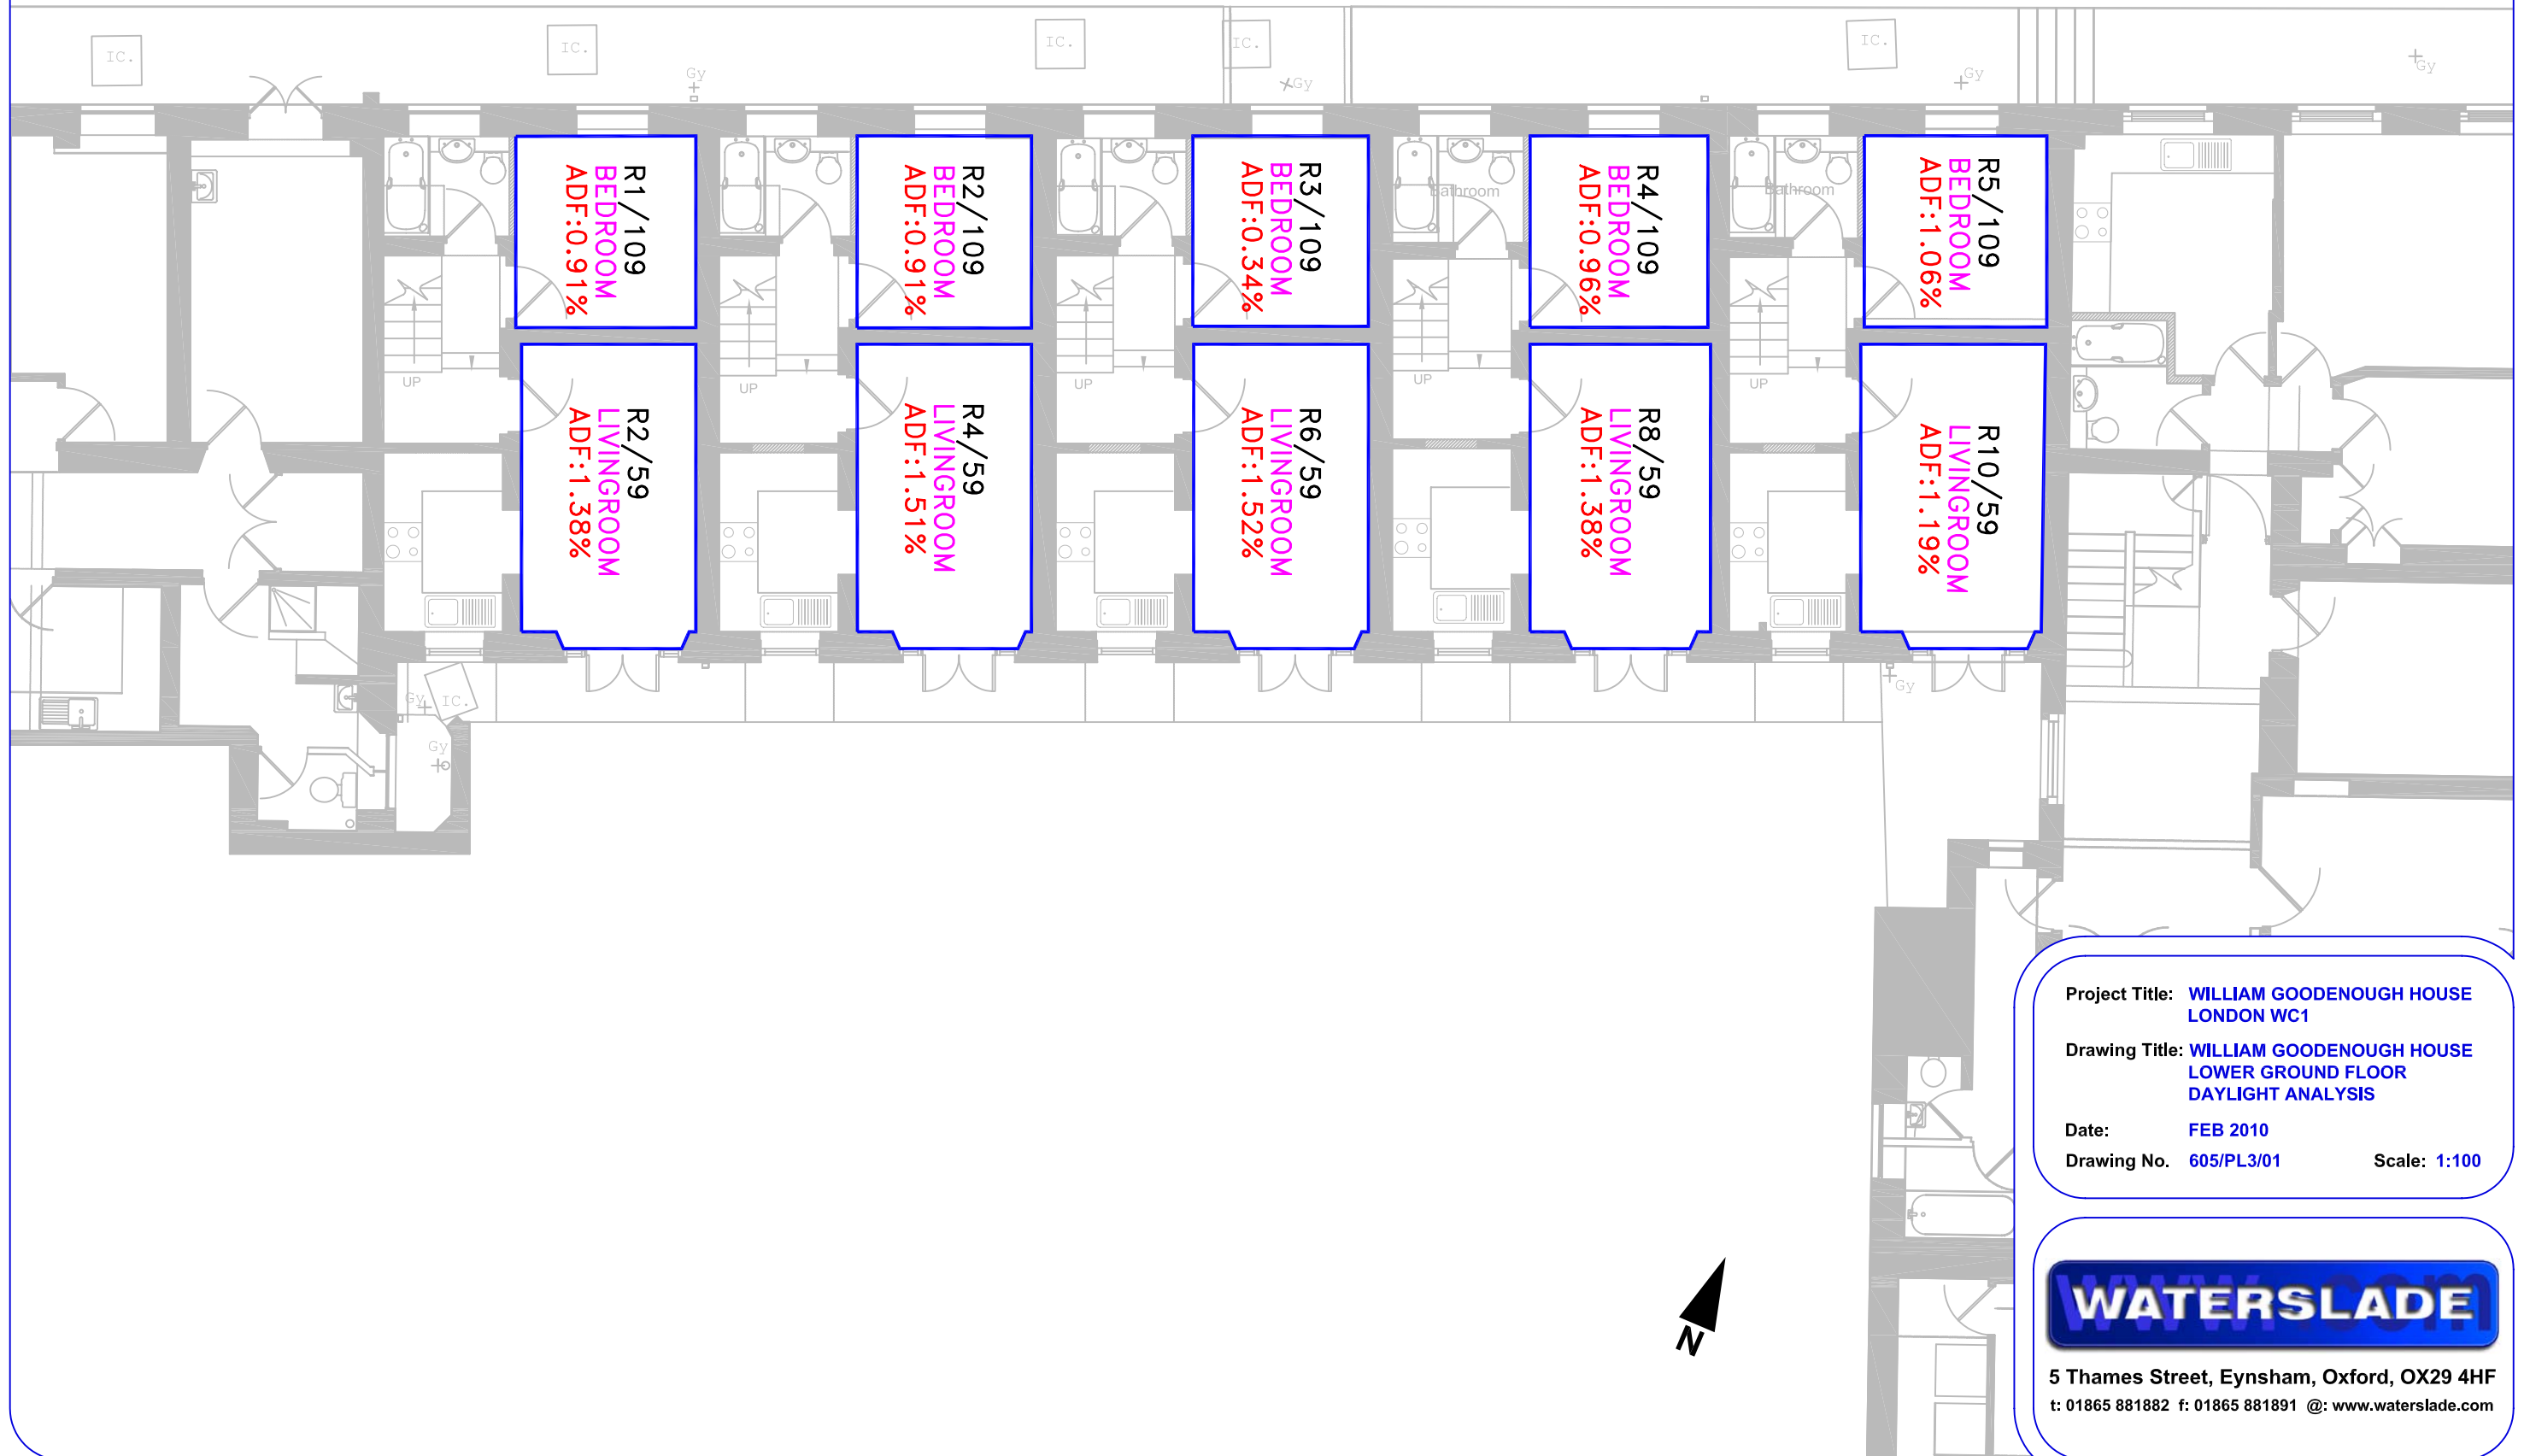 IC.
IC.
IC.
IC.
IC.
Gy
Gy
Gy
Gy
R1/109
BEDROOM
ADF:0.91%
R2/109
BEDROOM
ADF:0.91%
R3/109
BEDROOM
ADF:0.34%
Bathroom
R4/109
BEDROOM
ADF:0.96%
Bathroom
R5/109
BEDROOM
ADF:1.06%
UP
UP
UP
UP
UP
R2/59
LIVINGROOM
ADF:1.38%
R4/59
LIVINGROOM
ADF:1.51%
R6/59
LIVINGROOM
ADF:1.52%
R8/59
LIVINGROOM
ADF:1.38%
R10/59
LIVINGROOM
ADF:1.19%
Gy
IC.
Gy
Gy
N
Project Title: WILLIAM GOODENOUGH HOUSE
LONDON WC1
Drawing Title: WILLIAM GOODENOUGH HOUSE
LOWER GROUND FLOOR
DAYLIGHT ANALYSIS
Date: FEB 2010
Drawing No. 605/PL3/01 Scale: 1:100
www. .com
WATERSLADE
5 Thames Street, Eynsham, Oxford, OX29 4HF
t: 01865 881882 f: 01865 881891 @: www.waterslade.com